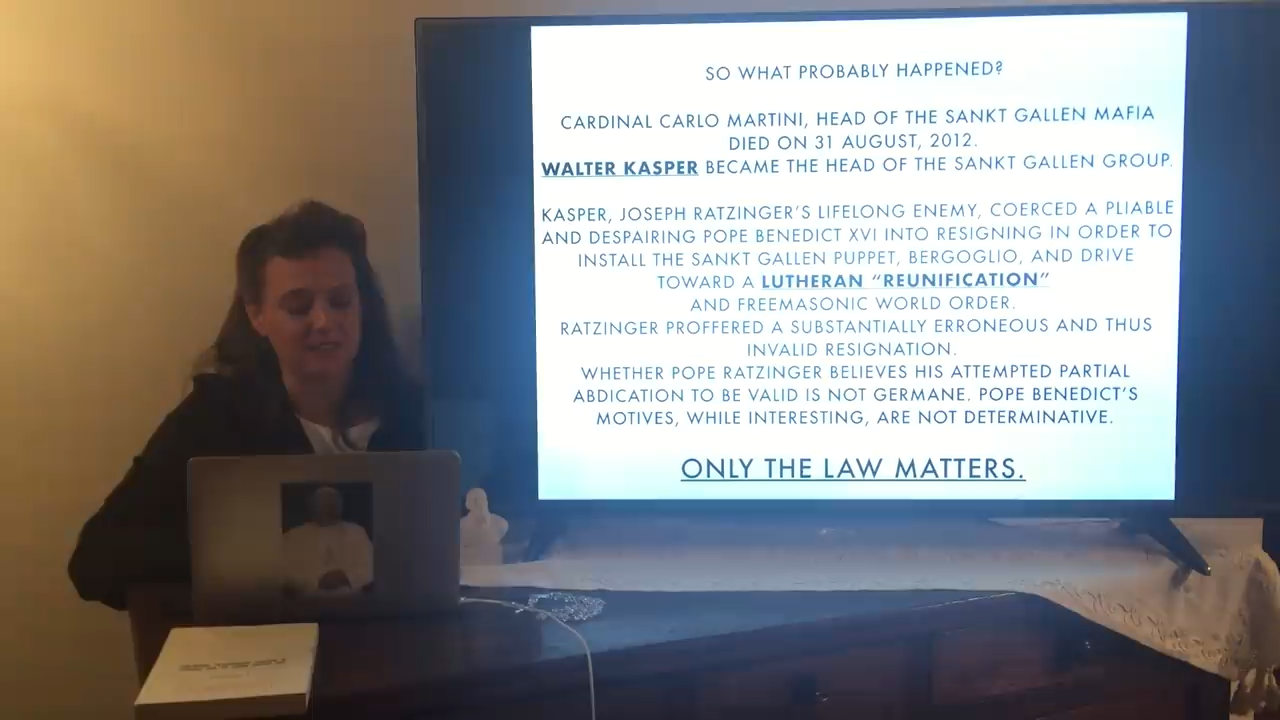 SO WHAT PROBABLY HAPPENED?
CARDINAL CARLO MARTINI, HEAD OF THE SANKT GALLEN MAFIA
DIED ON 31 AUGUST, 2012.
WALTER KASPER BECAME THE HEAD OF THE SANKT GALLEN GROUP.
KASPER, JOSEPH RATZINGER'S LIFELONG ENEMY, COERCED A PLIABLE
AND DESPAIRING POPE BENEDICT XVI INTO RESIGNING IN ORDER TO
INSTALL THE SANKT GALLEN PUPPET, BERGOGLIO, AND DRIVE
TOWARD A LUTHERAN "REUNIFICATION"
AND FREEMASONIC WORLD ORDER.
RATZINGER PROFFERED A SUBSTANTIALLY ERRONEOUS AND THUS
INVALID RESIGNATION.
WHETHER POPE RATZINGER BELIEVES HIS ATTEMPTED PARTIAL
ABDICATION TO BE VALID IS NOT GERMANE. POPE BENEDICT'S
MOTIVES, WHILE INTERESTING, ARE NOT DETERMINATIVE.
ONLY THE LAW MATTERS.